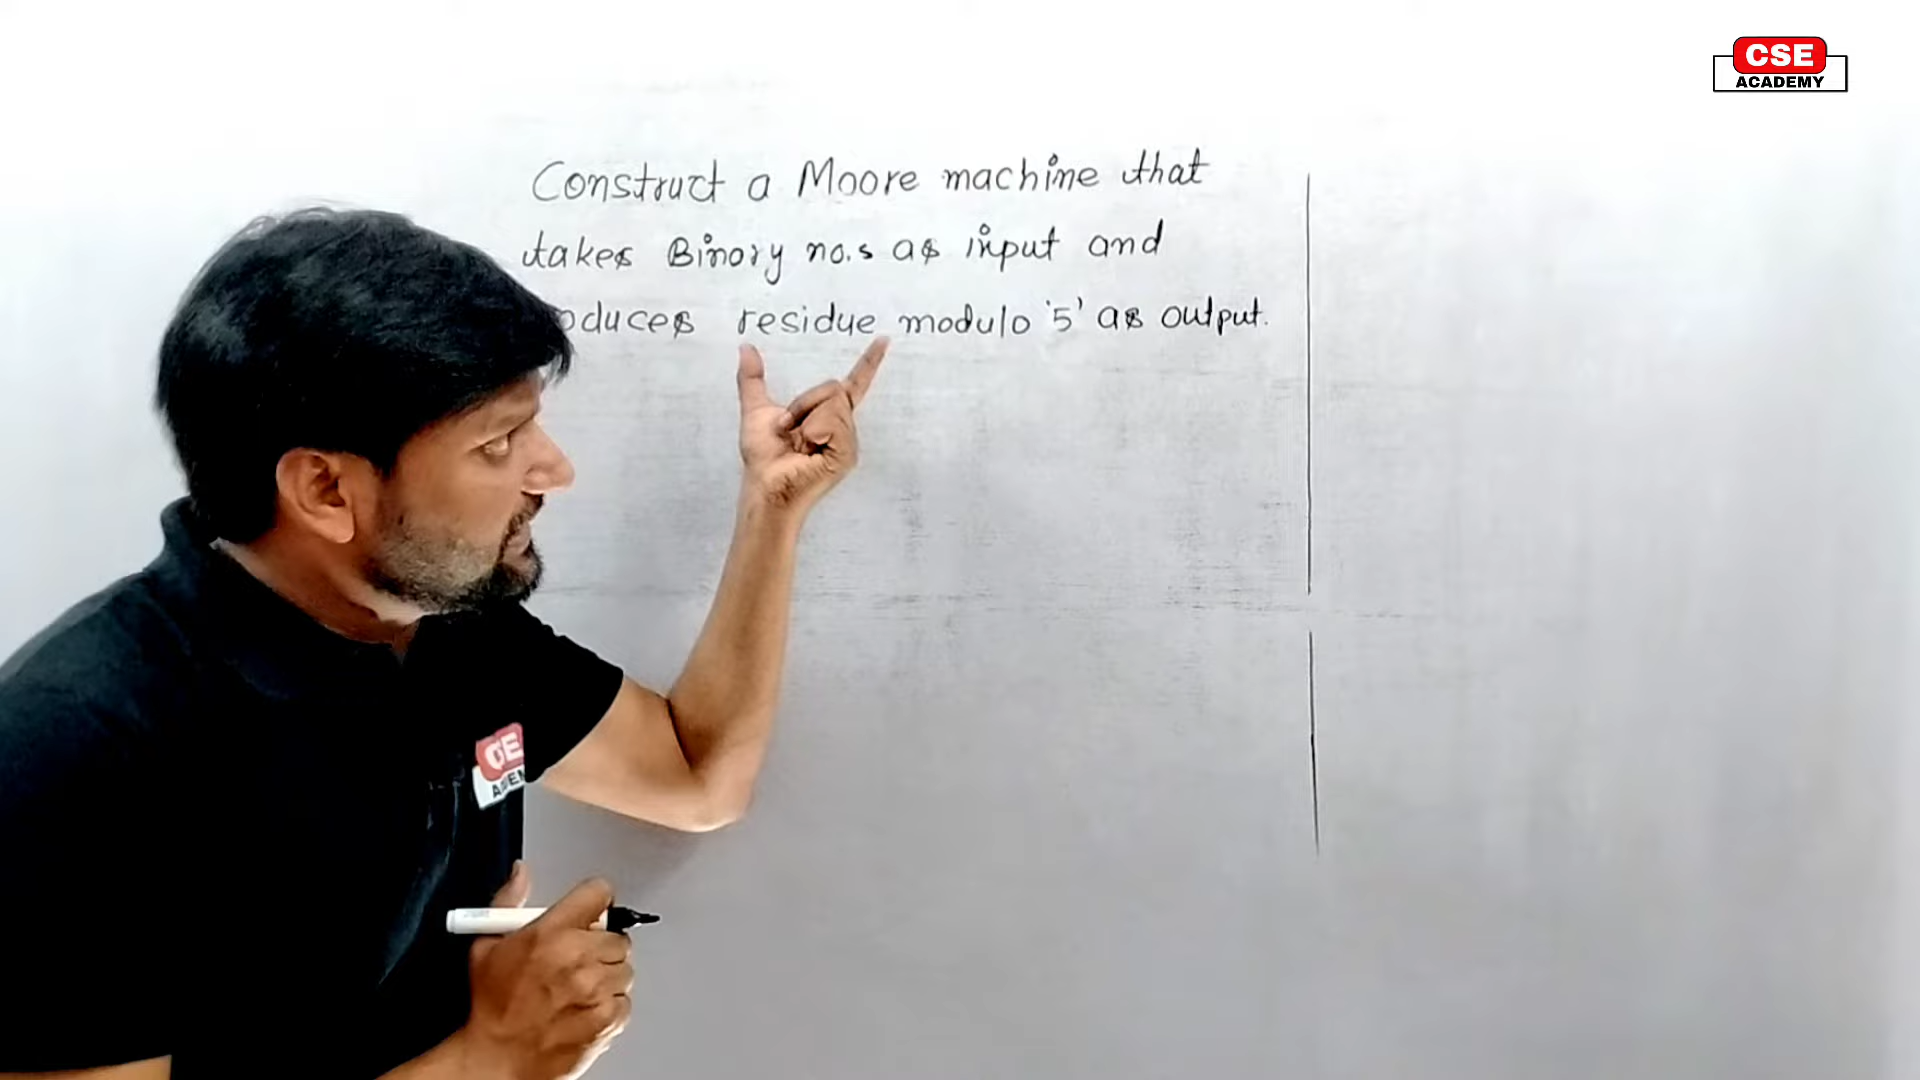 CSE
ACADEMY
Construct a Moore machine that
takes Binary no.s as input and
oduces residue modulo '5' as output.